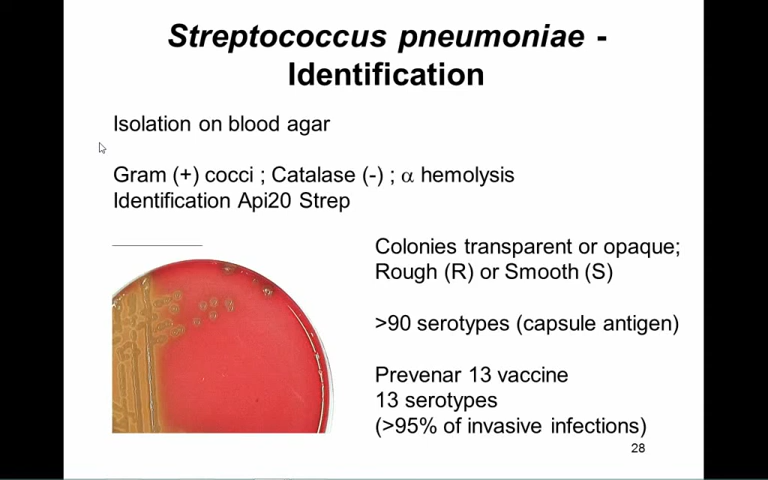 Streptococcus pneumoniae -
Identification
Isolation on blood agar
Gram (+) cocci ; Catalase (-) ; α hemolysis
Identification Api20 Strep
Colonies transparent or opaque;
Rough (R) or Smooth (S)
>90 serotypes (capsule antigen)
Prevenar 13 vaccine
13 serotypes
(>95% of invasive infections)
28